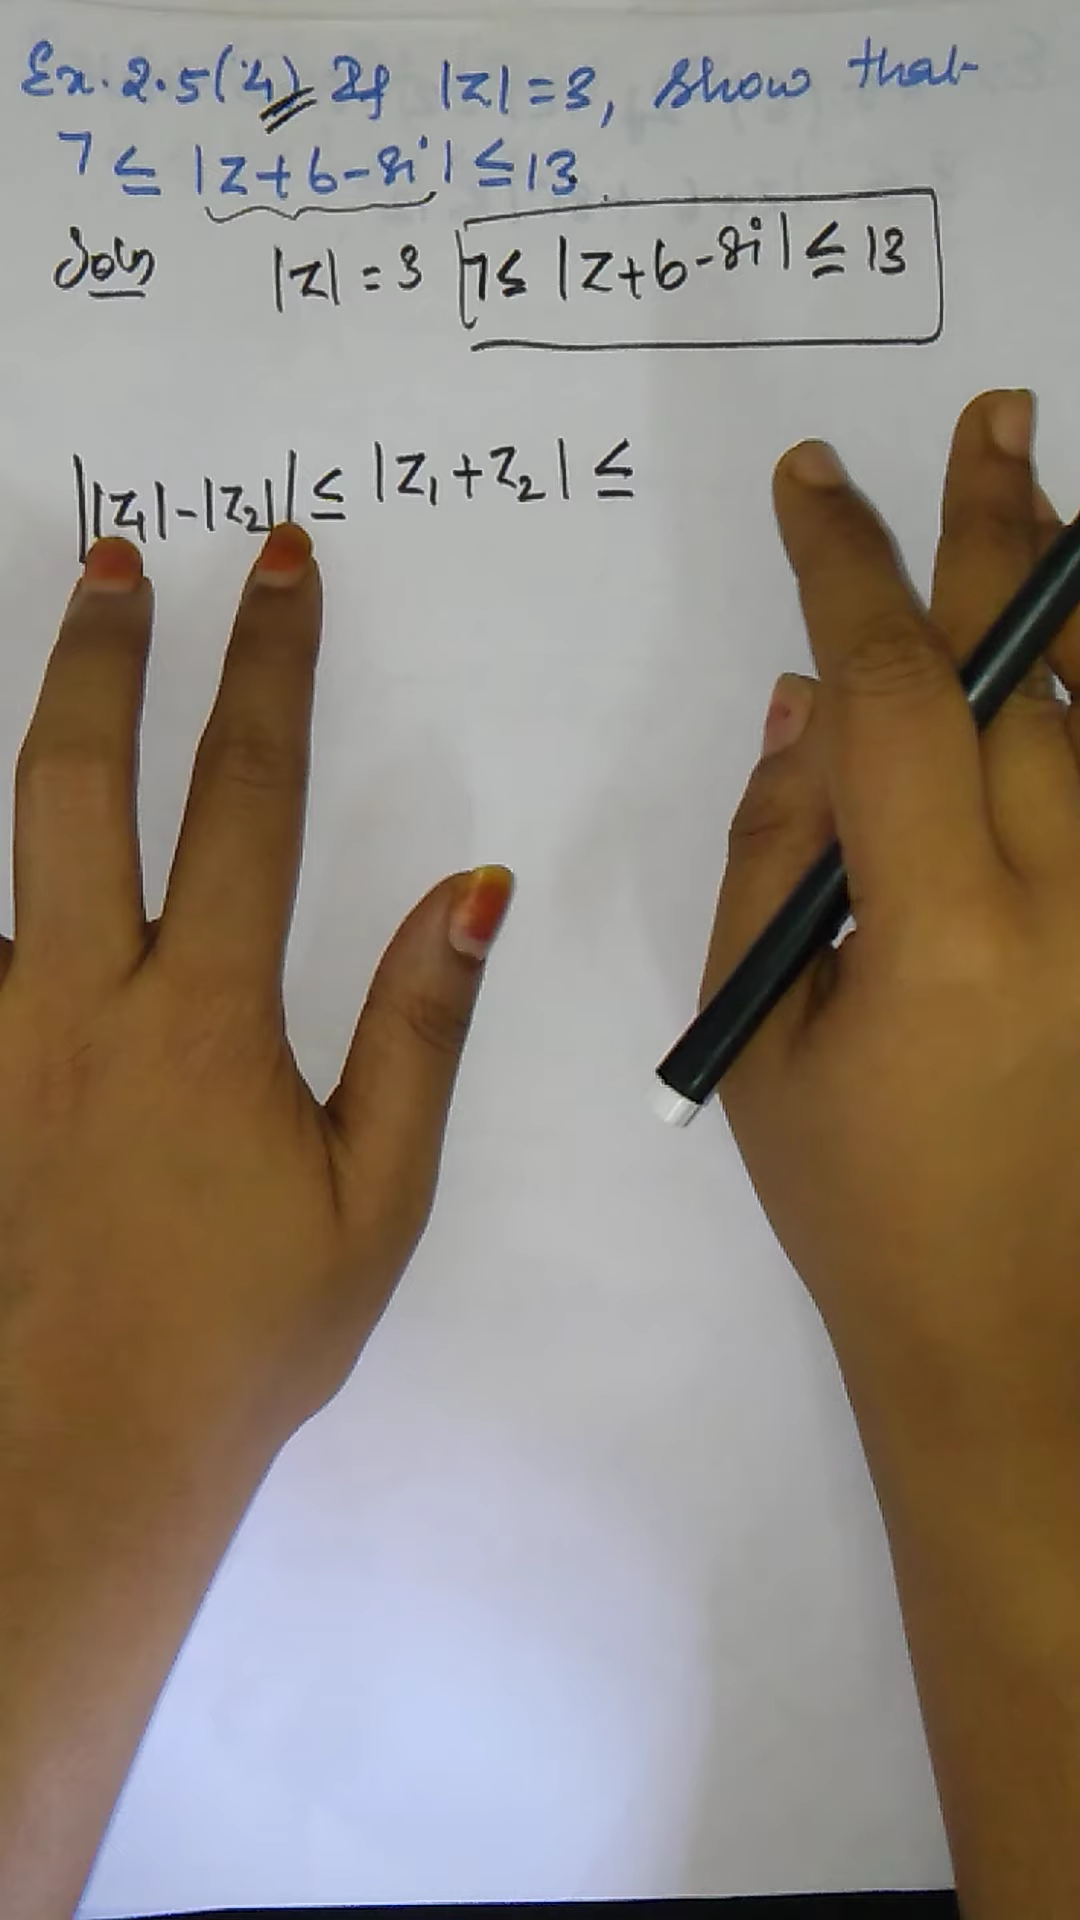 Ex. 2.5(4) If |z| = 3, show that
7 ≤ |z+6-8i| ≤ 13.
Soln |z| = 3 7 ≤ |z+6-8i| ≤ 13
||z₁|-|z₂|| ≤ |z₁+z₂| ≤